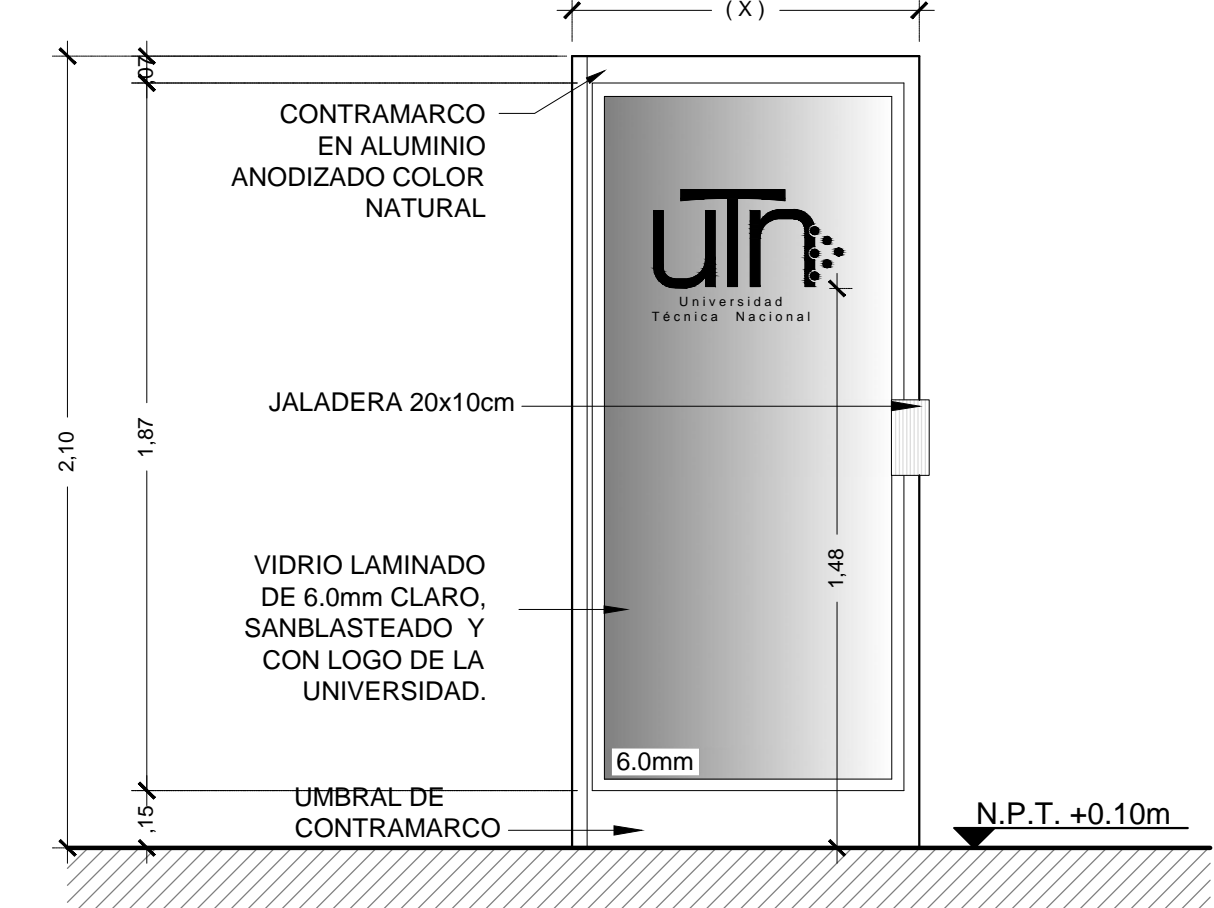 ( X )
,07
CONTRAMARCO
EN ALUMINIO
ANODIZADO COLOR
NATURAL
uTn
Universidad
Técnica Nacional
JALADERA 20x10cm
2,10
1,87
1,48
VIDRIO LAMINADO
DE 6.0mm CLARO,
SANBLASTEADO Y
CON LOGO DE LA
UNIVERSIDAD.
6.0mm
,15
UMBRAL DE
CONTRAMARCO
N.P.T. +0.10m